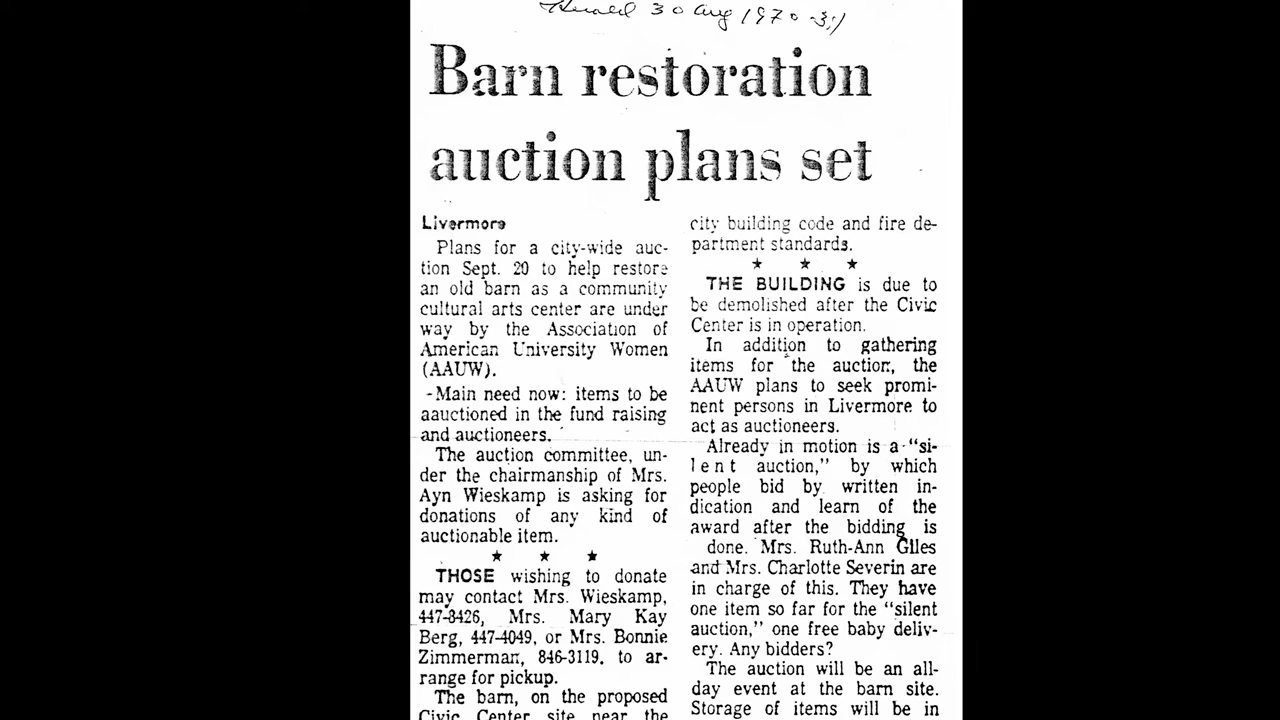 Herald 30 Aug 1970
Barn restoration
auction plans set
Livermore
Plans for a city-wide auc-
tion Sept. 20 to help restore
an old barn as a community
cultural arts center are under
way by the Association of
American University Women
(AAUW).
-Main need now: items to be
aauctioned in the fund raising
and auctioneers.
The auction committee, un-
der the chairmanship of Mrs.
Ayn Wieskamp is asking for
donations of any kind of
auctionable item.
★ ★ ★
THOSE wishing to donate
may contact Mrs. Wieskamp,
447-8426, Mrs. Mary Kay
Berg, 447-4049, or Mrs. Bonnie
Zimmerman, 846-3119, to ar-
range for pickup.
The barn, on the proposed
Civic Center site near the
city building code and fire de-
partment standards.
★ ★ ★
THE BUILDING is due to
be demolished after the Civic
Center is in operation.
In addition to gathering
items for the auction, the
AAUW plans to seek promi-
nent persons in Livermore to
act as auctioneers.
Already in motion is a "si-
lent auction," by which
people bid by written in-
dication and learn of the
award after the bidding is
done. Mrs. Ruth-Ann Giles
and Mrs. Charlotte Severin are
in charge of this. They have
one item so far for the "silent
auction," one free baby deliv-
ery. Any bidders?
The auction will be an all-
day event at the barn site.
Storage of items will be in